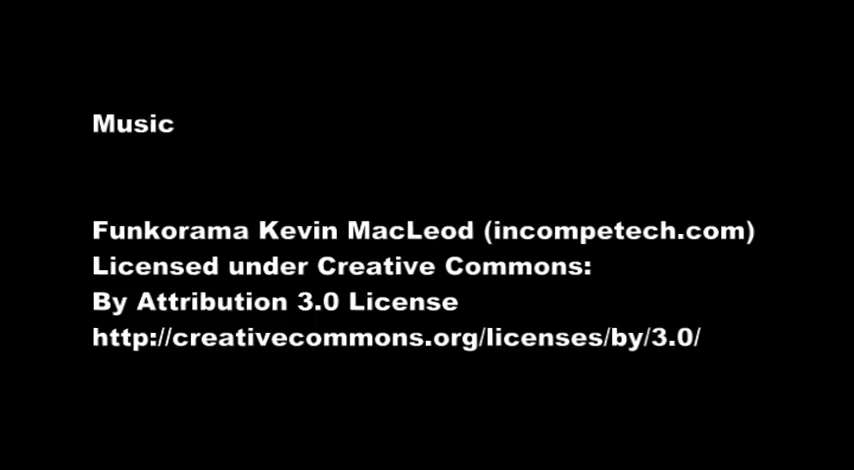 Music
Funkorama Kevin MacLeod (incompetech.com)
Licensed under Creative Commons:
By Attribution 3.0 License
http://creativecommons.org/licenses/by/3.0/